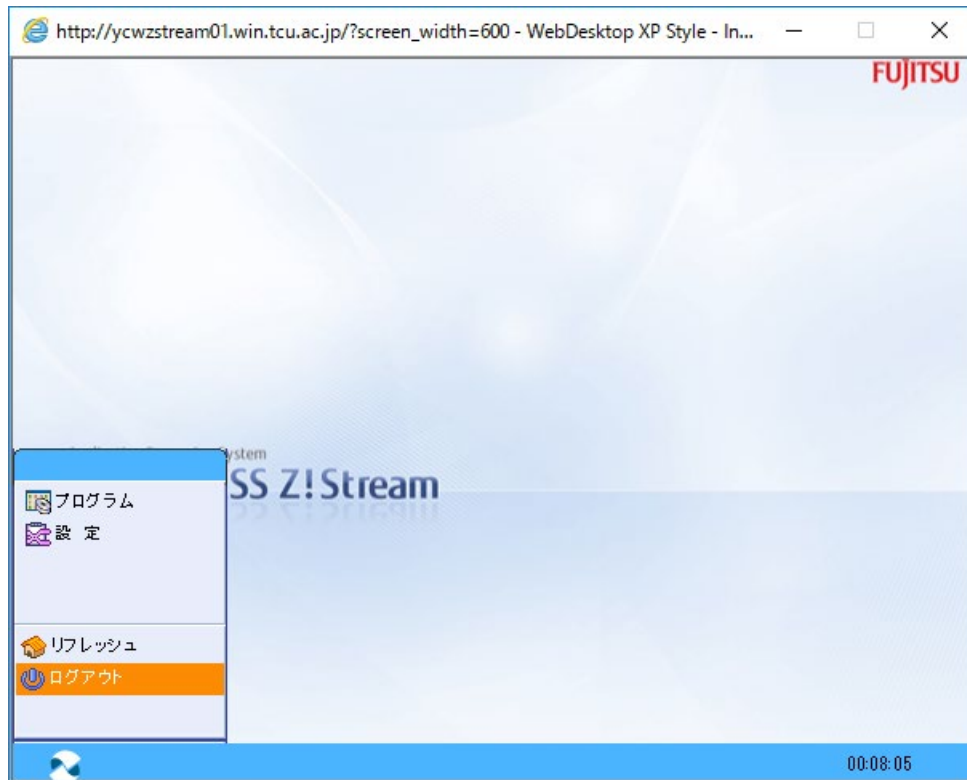 http://ycwzstream01.win.tcu.ac.jp/?screen_width=600 - WebDesktop XP Style - In...
FUJITSU
SS Z!Stream
プログラム
設 定
リフレッシュ
ログアウト
00:08:05